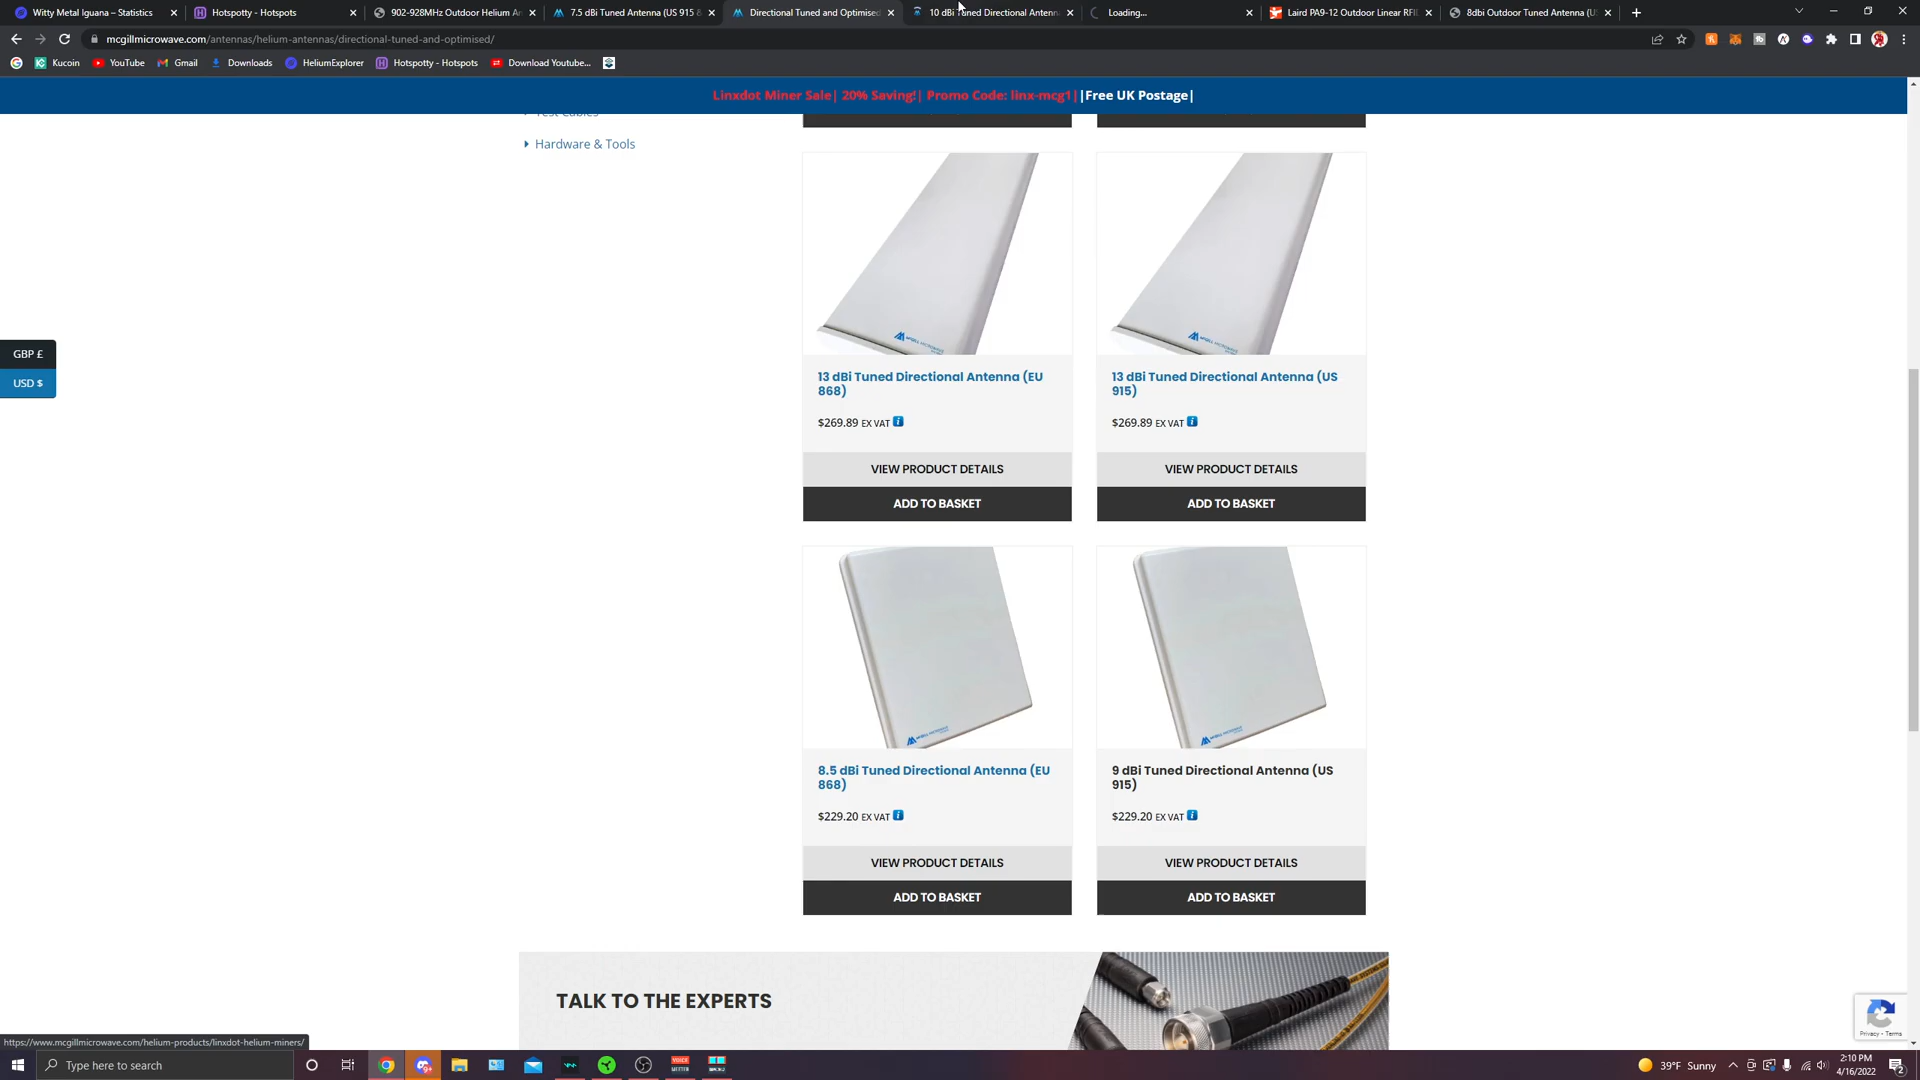 Witty Metal Iguana – Statistics
Hotspotty - Hotspots
902-928MHz Outdoor Helium An
7.5 dBi Tuned Antenna (US 915 &
Directional Tuned and Optimised
10 dBi Tuned Directional Antenna
Loading...
Laird PA9-12 Outdoor Linear RFI
8dbi Outdoor Tuned Antenna (US
mcgillmicrowave.com/antennas/helium-antennas/directional-tuned-and-optimised/
Kucoin
YouTube
Gmail
Downloads
HeliumExplorer
Hotspotty - Hotspots
Download Youtube...
Linxdot Miner Sale| 20% Saving!| Promo Code: linx-mcg1| |Free UK Postage|
Test Cables
Hardware & Tools
GBP £
USD $
13 dBi Tuned Directional Antenna (EU
868)
$269.89 EX VAT
VIEW PRODUCT DETAILS
ADD TO BASKET
13 dBi Tuned Directional Antenna (US
915)
$269.89 EX VAT
VIEW PRODUCT DETAILS
ADD TO BASKET
8.5 dBi Tuned Directional Antenna (EU
868)
$229.20 EX VAT
VIEW PRODUCT DETAILS
ADD TO BASKET
9 dBi Tuned Directional Antenna (US
915)
$229.20 EX VAT
VIEW PRODUCT DETAILS
ADD TO BASKET
TALK TO THE EXPERTS
Privacy - Terms
https://www.mcgillmicrowave.com/helium-products/linxdot-helium-miners/
Type here to search
39°F Sunny
2:10 PM
4/16/2022